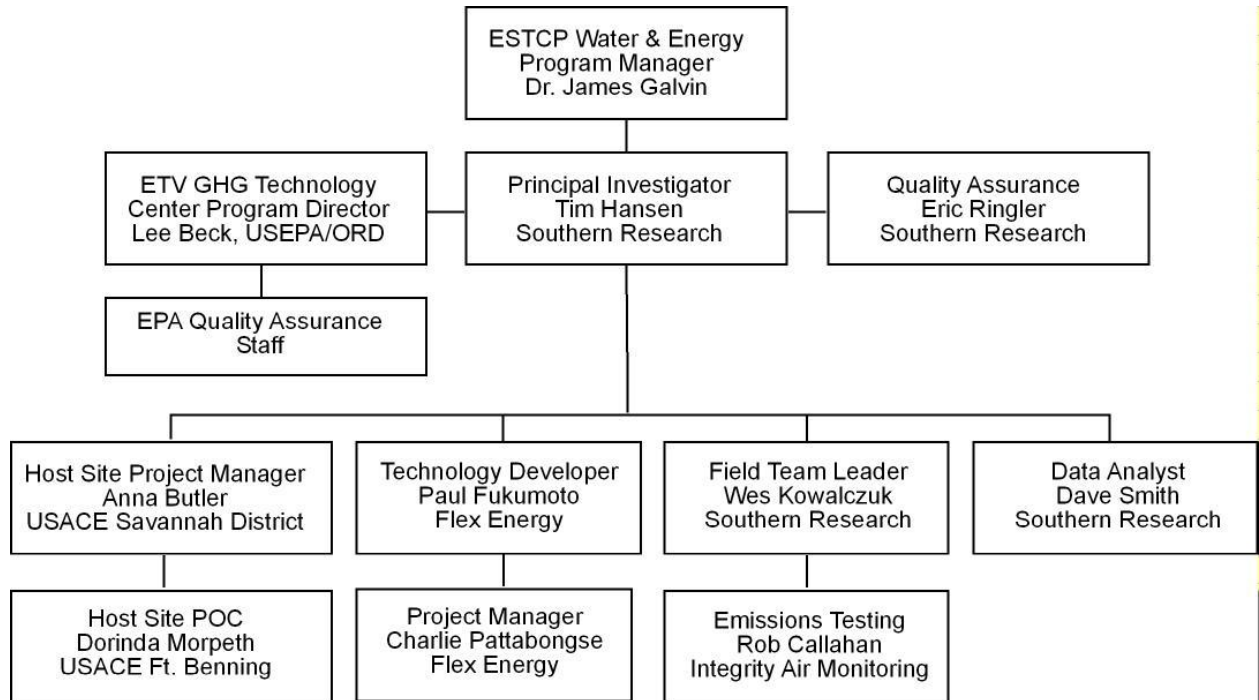 ESTCP Water & Energy
Program Manager
Dr. James Galvin
ETV GHG Technology
Center Program Director
Lee Beck, USEPA/ORD
Principal Investigator
Tim Hansen
Southern Research
Quality Assurance
Eric Ringler
Southern Research
EPA Quality Assurance
Staff
Host Site Project Manager
Anna Butler
USACE Savannah District
Technology Developer
Paul Fukumoto
Flex Energy
Field Team Leader
Wes Kowalczuk
Southern Research
Data Analyst
Dave Smith
Southern Research
Host Site POC
Dorinda Morpeth
USACE Ft. Benning
Project Manager
Charlie Pattabongse
Flex Energy
Emissions Testing
Rob Callahan
Integrity Air Monitoring